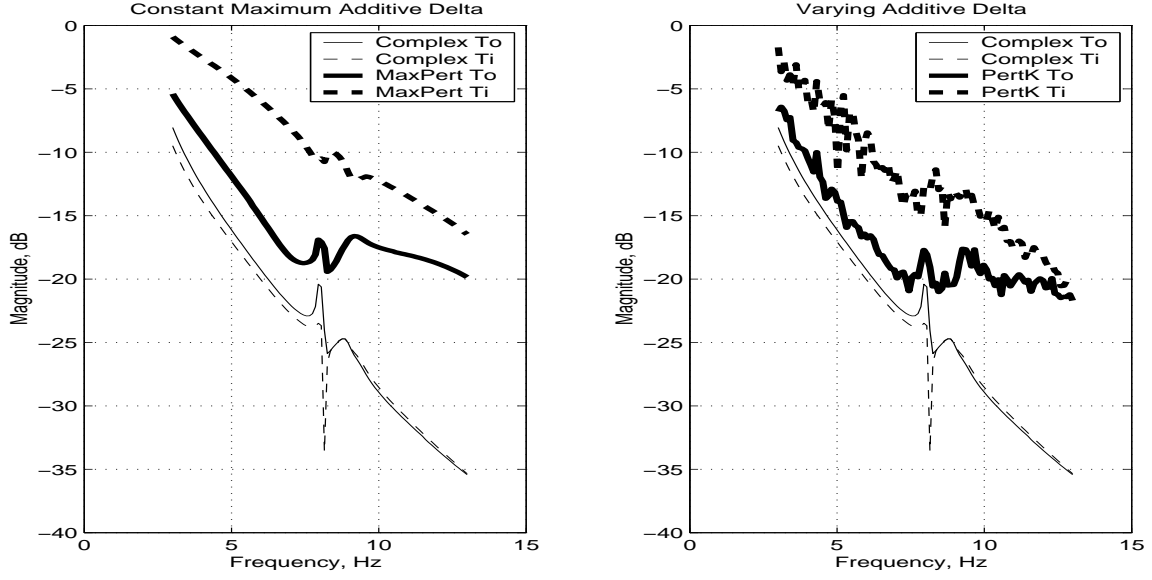 Constant Maximum Additive Delta
Complex To
Complex Ti
MaxPert To
MaxPert Ti
0
−5
−10
−15
−20
−25
−30
−35
−40
Magnitude, dB
0
5
10
15
Frequency, Hz
Varying Additive Delta
Complex To
Complex Ti
PertK To
PertK Ti
0
−5
−10
−15
−20
−25
−30
−35
−40
Magnitude, dB
0
5
10
15
Frequency, Hz